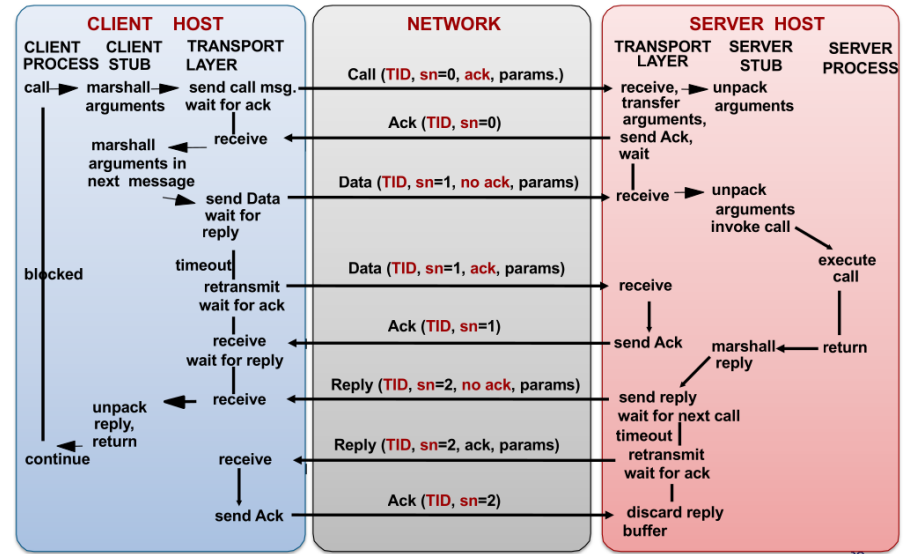 CLIENT HOST
NETWORK
SERVER HOST
CLIENT PROCESS
CLIENT STUB
TRANSPORT LAYER
TRANSPORT LAYER
SERVER STUB
SERVER PROCESS
call
marshall
arguments
send call msg.
wait for ack
Call (TID, sn=0, ack, params.)
receive,
transfer
arguments,
send Ack,
wait
unpack
arguments
Ack (TID, sn=0)
receive
marshall
arguments in
next message
send Data
wait for
reply
Data (TID, sn=1, no ack, params)
receive
unpack
arguments
invoke call
execute
call
blocked
timeout
retransmit
wait for ack
Data (TID, sn=1, ack, params)
receive
send Ack
Ack (TID, sn=1)
receive
wait for reply
return
marshall
reply
send reply
wait for next call
Reply (TID, sn=2, no ack, params)
receive
unpack
reply,
return
continue
timeout
retransmit
wait for ack
Reply (TID, sn=2, ack, params)
receive
send Ack
Ack (TID, sn=2)
discard reply
buffer